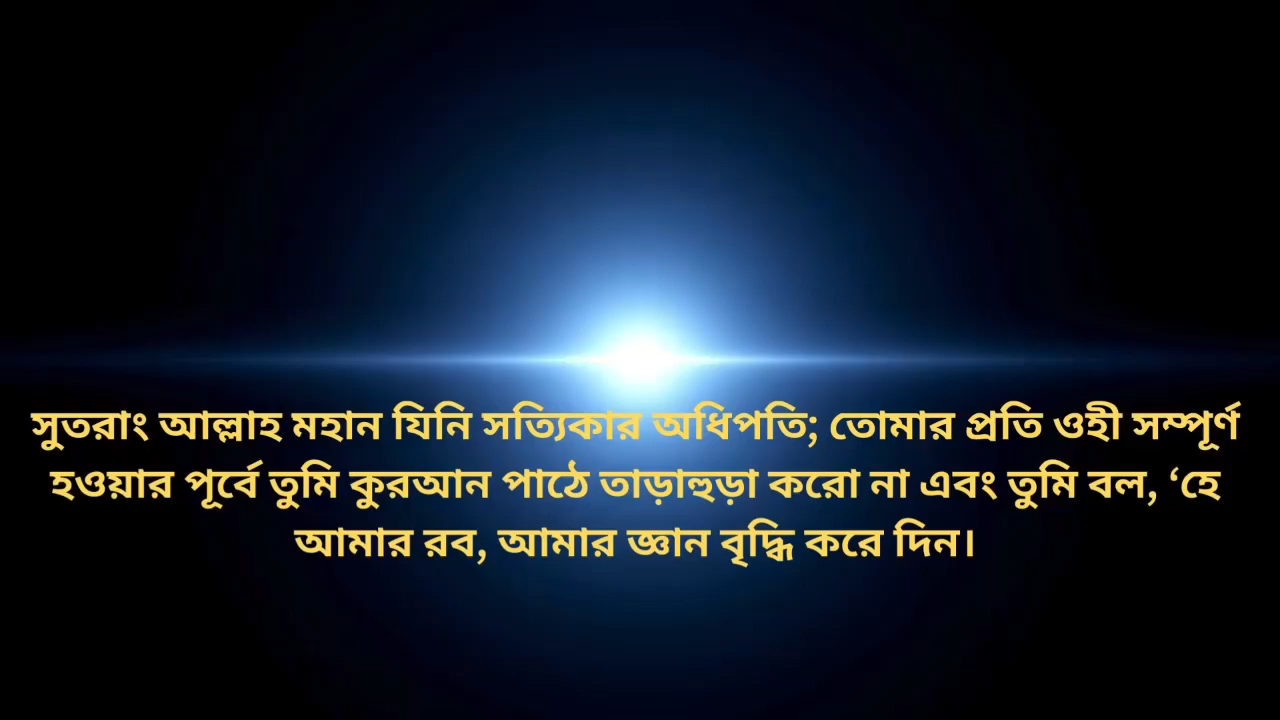 সুতরাং আল্লাহ মহান যিনি সত্যিকার অধিপতি; তোমার প্রতি ওহী সম্পূর্ণ
হওয়ার পূর্বে তুমি কুরআন পাঠে তাড়াহুড়া করো না এবং তুমি বল, ‘হে
আমার রব, আমার জ্ঞান বৃদ্ধি করে দিন।